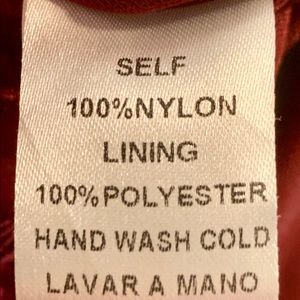 SELF
100%NYLON
LINING
100%POLYESTER
HAND WASH COLD
LAVAR A MANO